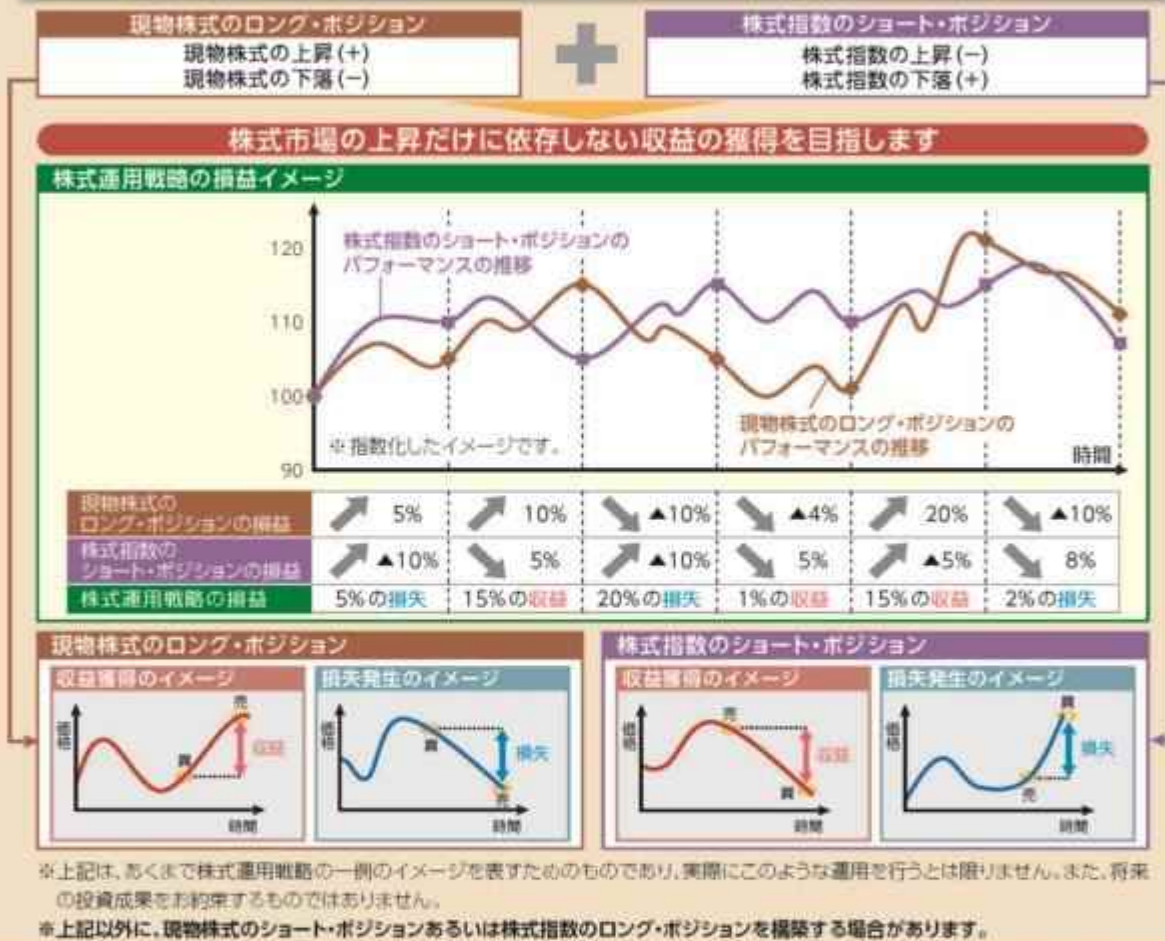 現物株式のロング・ポジション
現物株式の上昇(+)
現物株式の下落(−)
株式指数のショート・ポジション
株式指数の上昇(−)
株式指数の下落(+)
株式市場の上昇だけに依存しない収益の獲得を目指します
株式運用戦略の損益イメージ
120
110
100
90
株式指数のショート・ポジションの
パフォーマンスの推移
現物株式のロング・ポジションの
パフォーマンスの推移
※指数化したイメージです。
時間
現物株式の
ロング・ポジションの損益
5%
10%
▲10%
▲4%
20%
▲10%
株式指数の
ショート・ポジションの損益
▲10%
5%
▲10%
5%
▲5%
8%
株式運用戦略の損益
5%の損失
15%の収益
20%の損失
1%の収益
15%の収益
2%の損失
現物株式のロング・ポジション
収益獲得のイメージ
価格
買
売
収益
時間
損失発生のイメージ
価格
買
売
損失
時間
株式指数のショート・ポジション
収益獲得のイメージ
価格
売
買
収益
時間
損失発生のイメージ
価格
買
売
損失
時間
※上記は、あくまで株式運用戦略の一例のイメージを表すためのものであり、実際にこのような運用を行うとは限りません。また、将来
の投資成果をお約束するものではありません。
※上記以外に、現物株式のショート・ポジションあるいは株式指数のロング・ポジションを構築する場合があります。